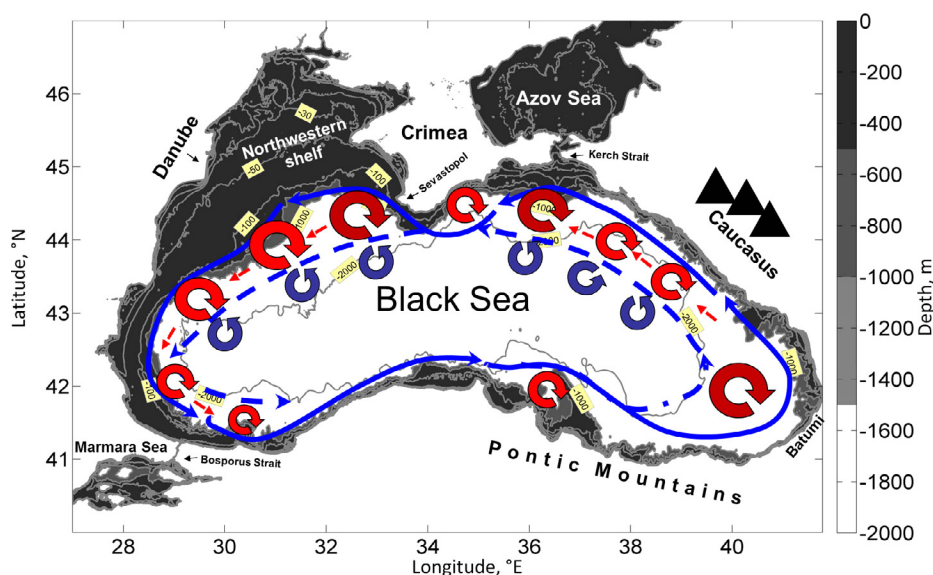 46
45
44
43
42
41
Latitude, °N
28
30
32
34
36
38
40
Longitude, °E
Azov Sea
Danube
Northwestern
shelf
Crimea
Sevastopol
Kerch Strait
Caucasus
Black Sea
Batumi
Marmara Sea
Bosporus Strait
Pontic Mountains
-30
-50
-100
-100
-1000
-2000
-1000
-2000
-1000
-100
-2000
-1000
0
-200
-400
-600
-800
-1000
-1200
-1400
-1600
-1800
-2000
Depth, m